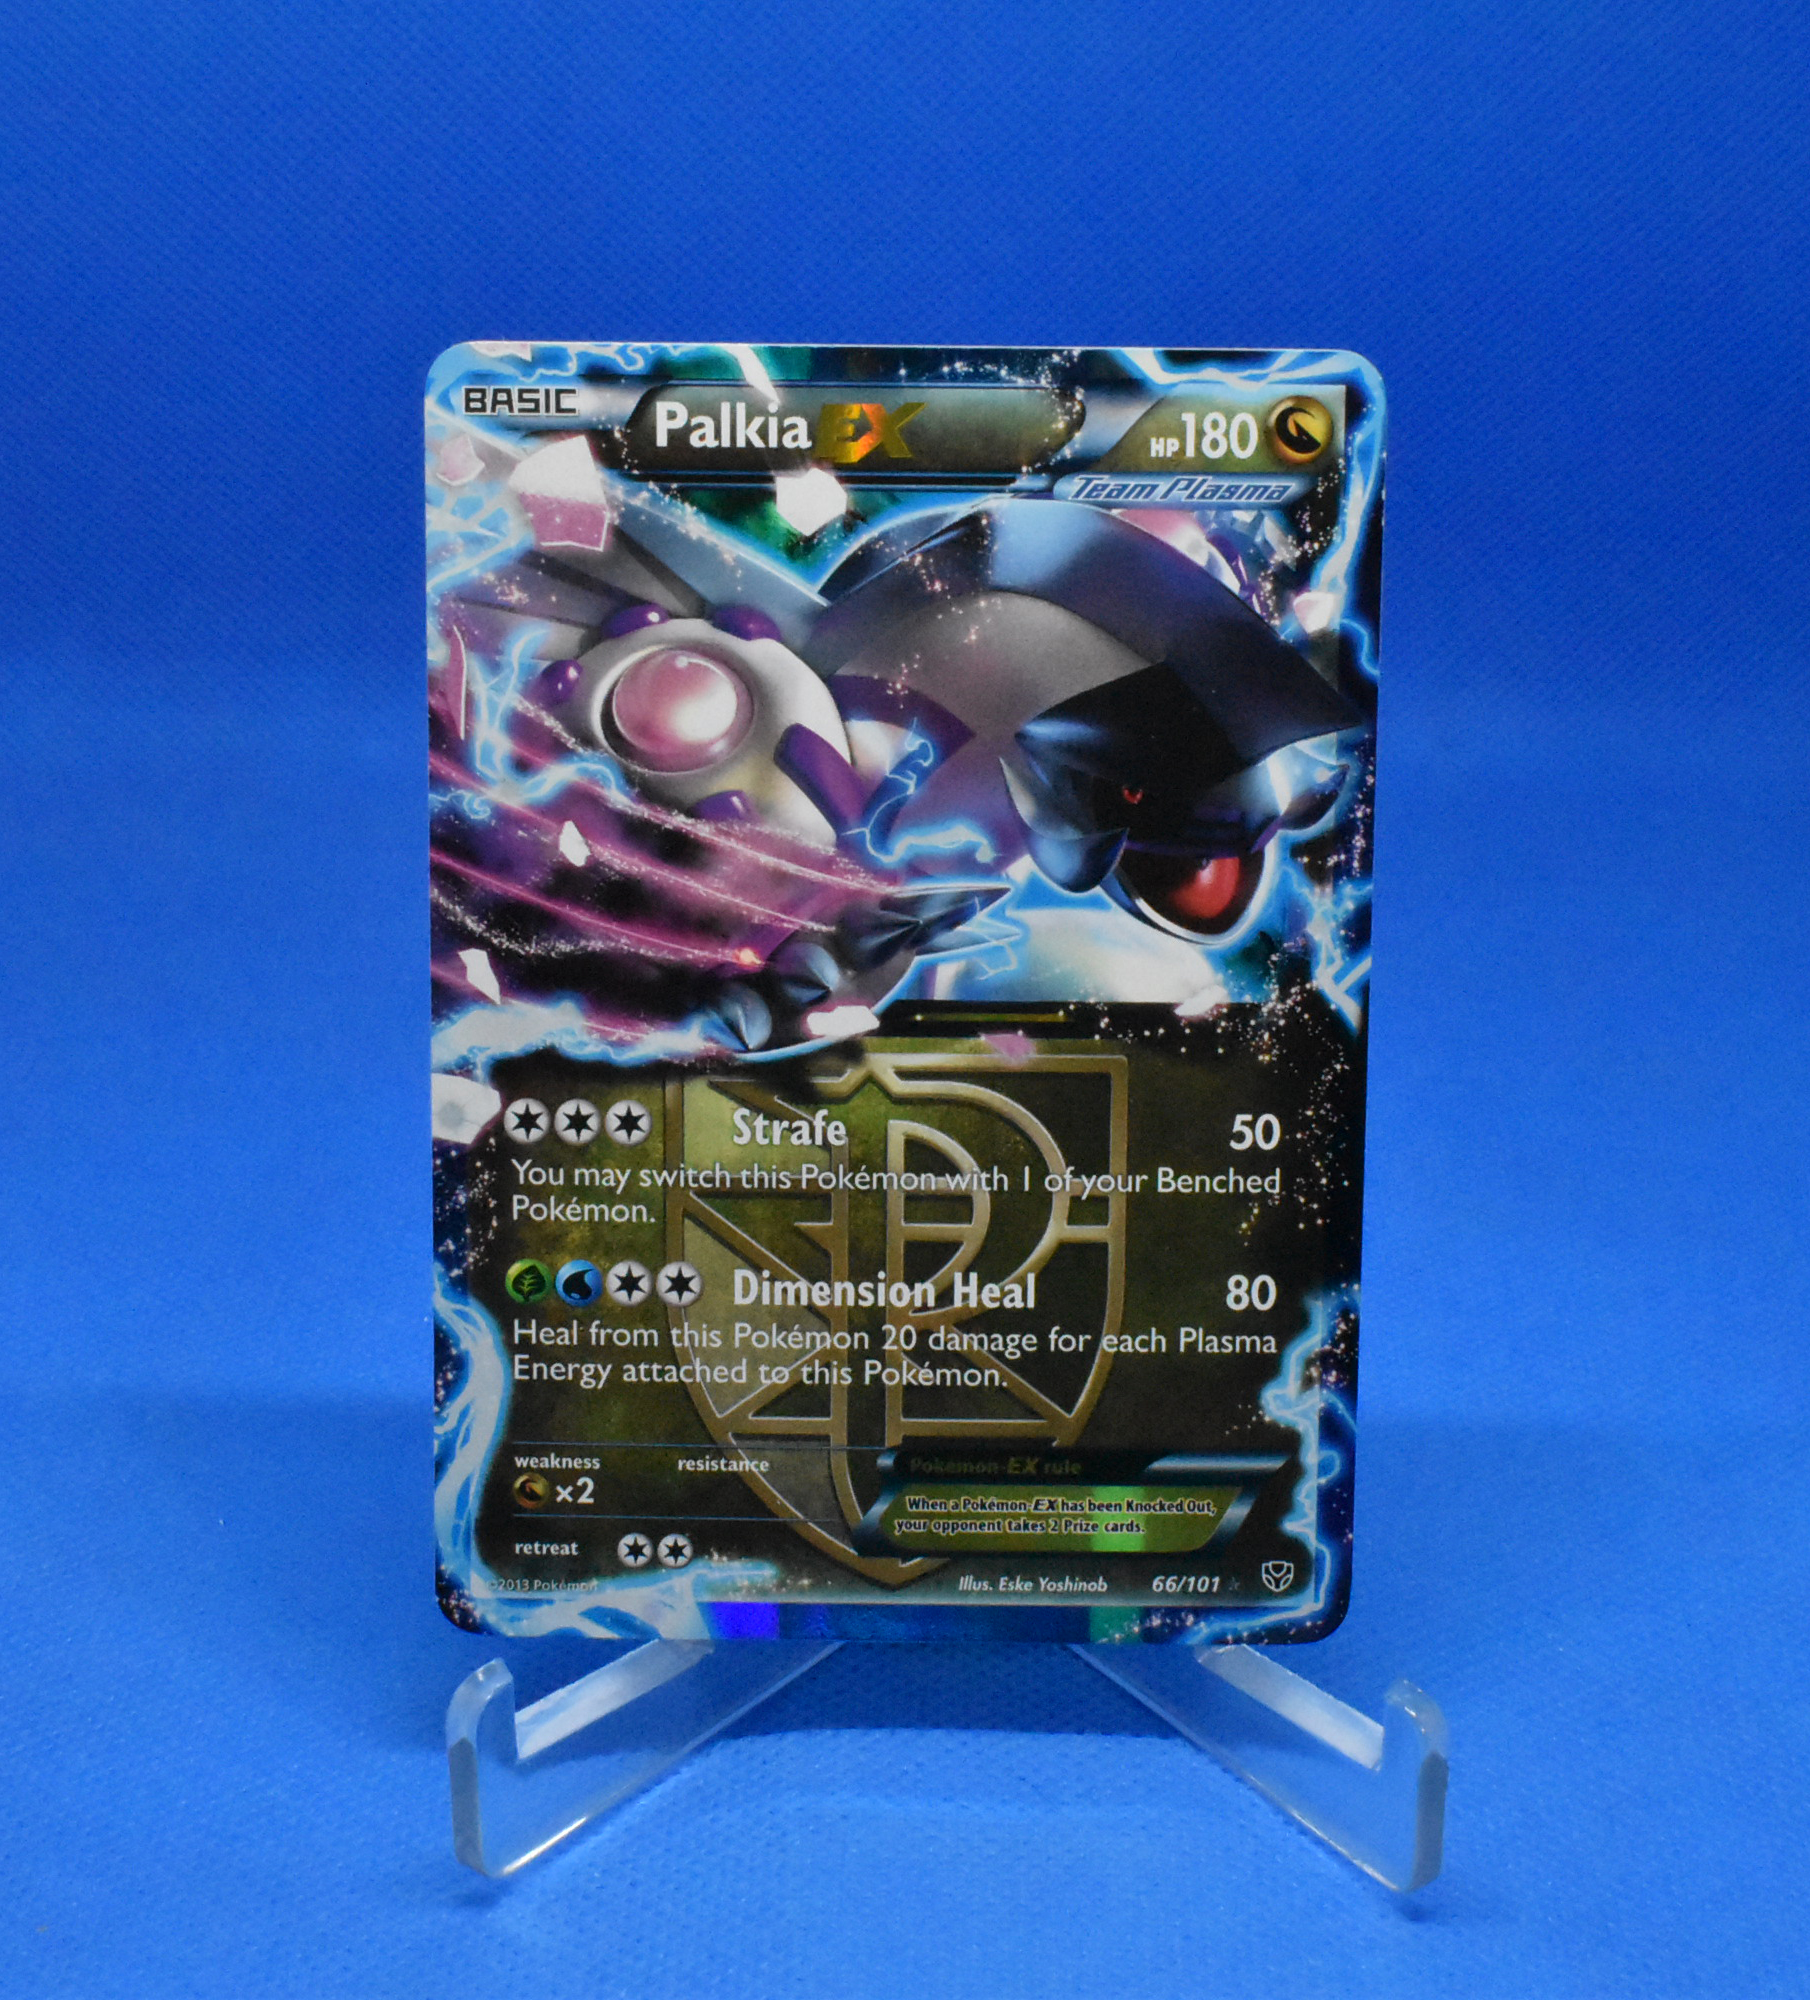 BASIC
Palkia EX
HP180
Team Plasma
Strafe 50
You may switch this Pokémon with 1 of your Benched
Pokémon.
Dimension Heal 80
Heal from this Pokémon 20 damage for each Plasma
Energy attached to this Pokémon.
weakness resistance
×2
retreat
Pokémon-EX rule
When a Pokémon-EX has been Knocked Out,
your opponent takes 2 Prize cards.
©2013 Pokémon
Illus. Eske Yoshinob 66/101